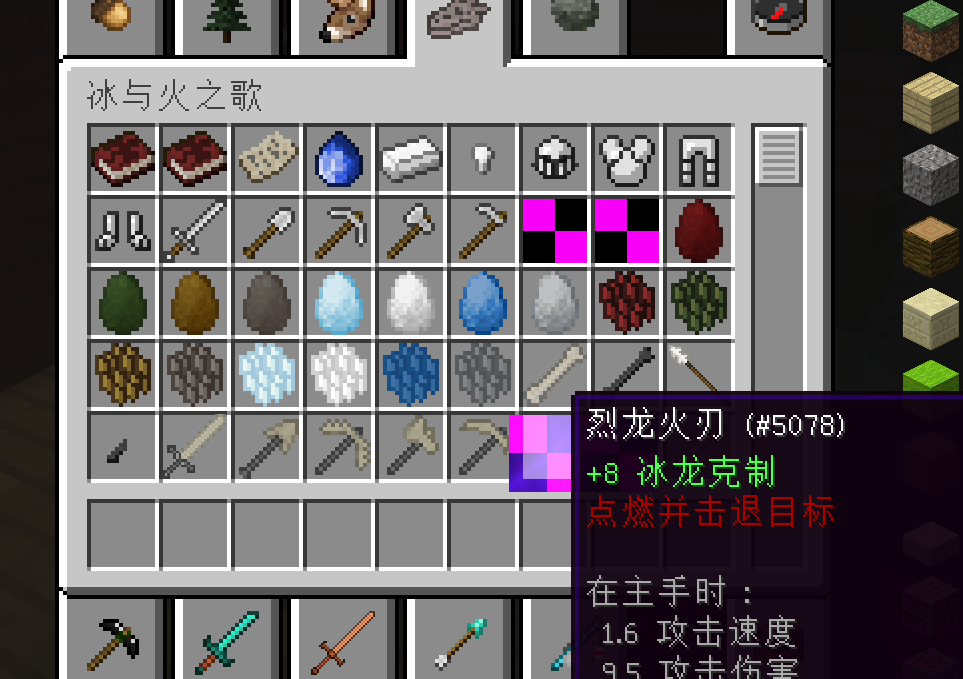 冰与火之歌
烈龙火刃 (#5078)
+8 冰龙克制
点燃并击退目标
在主手时：
1.6 攻击速度
9.5 攻击伤害